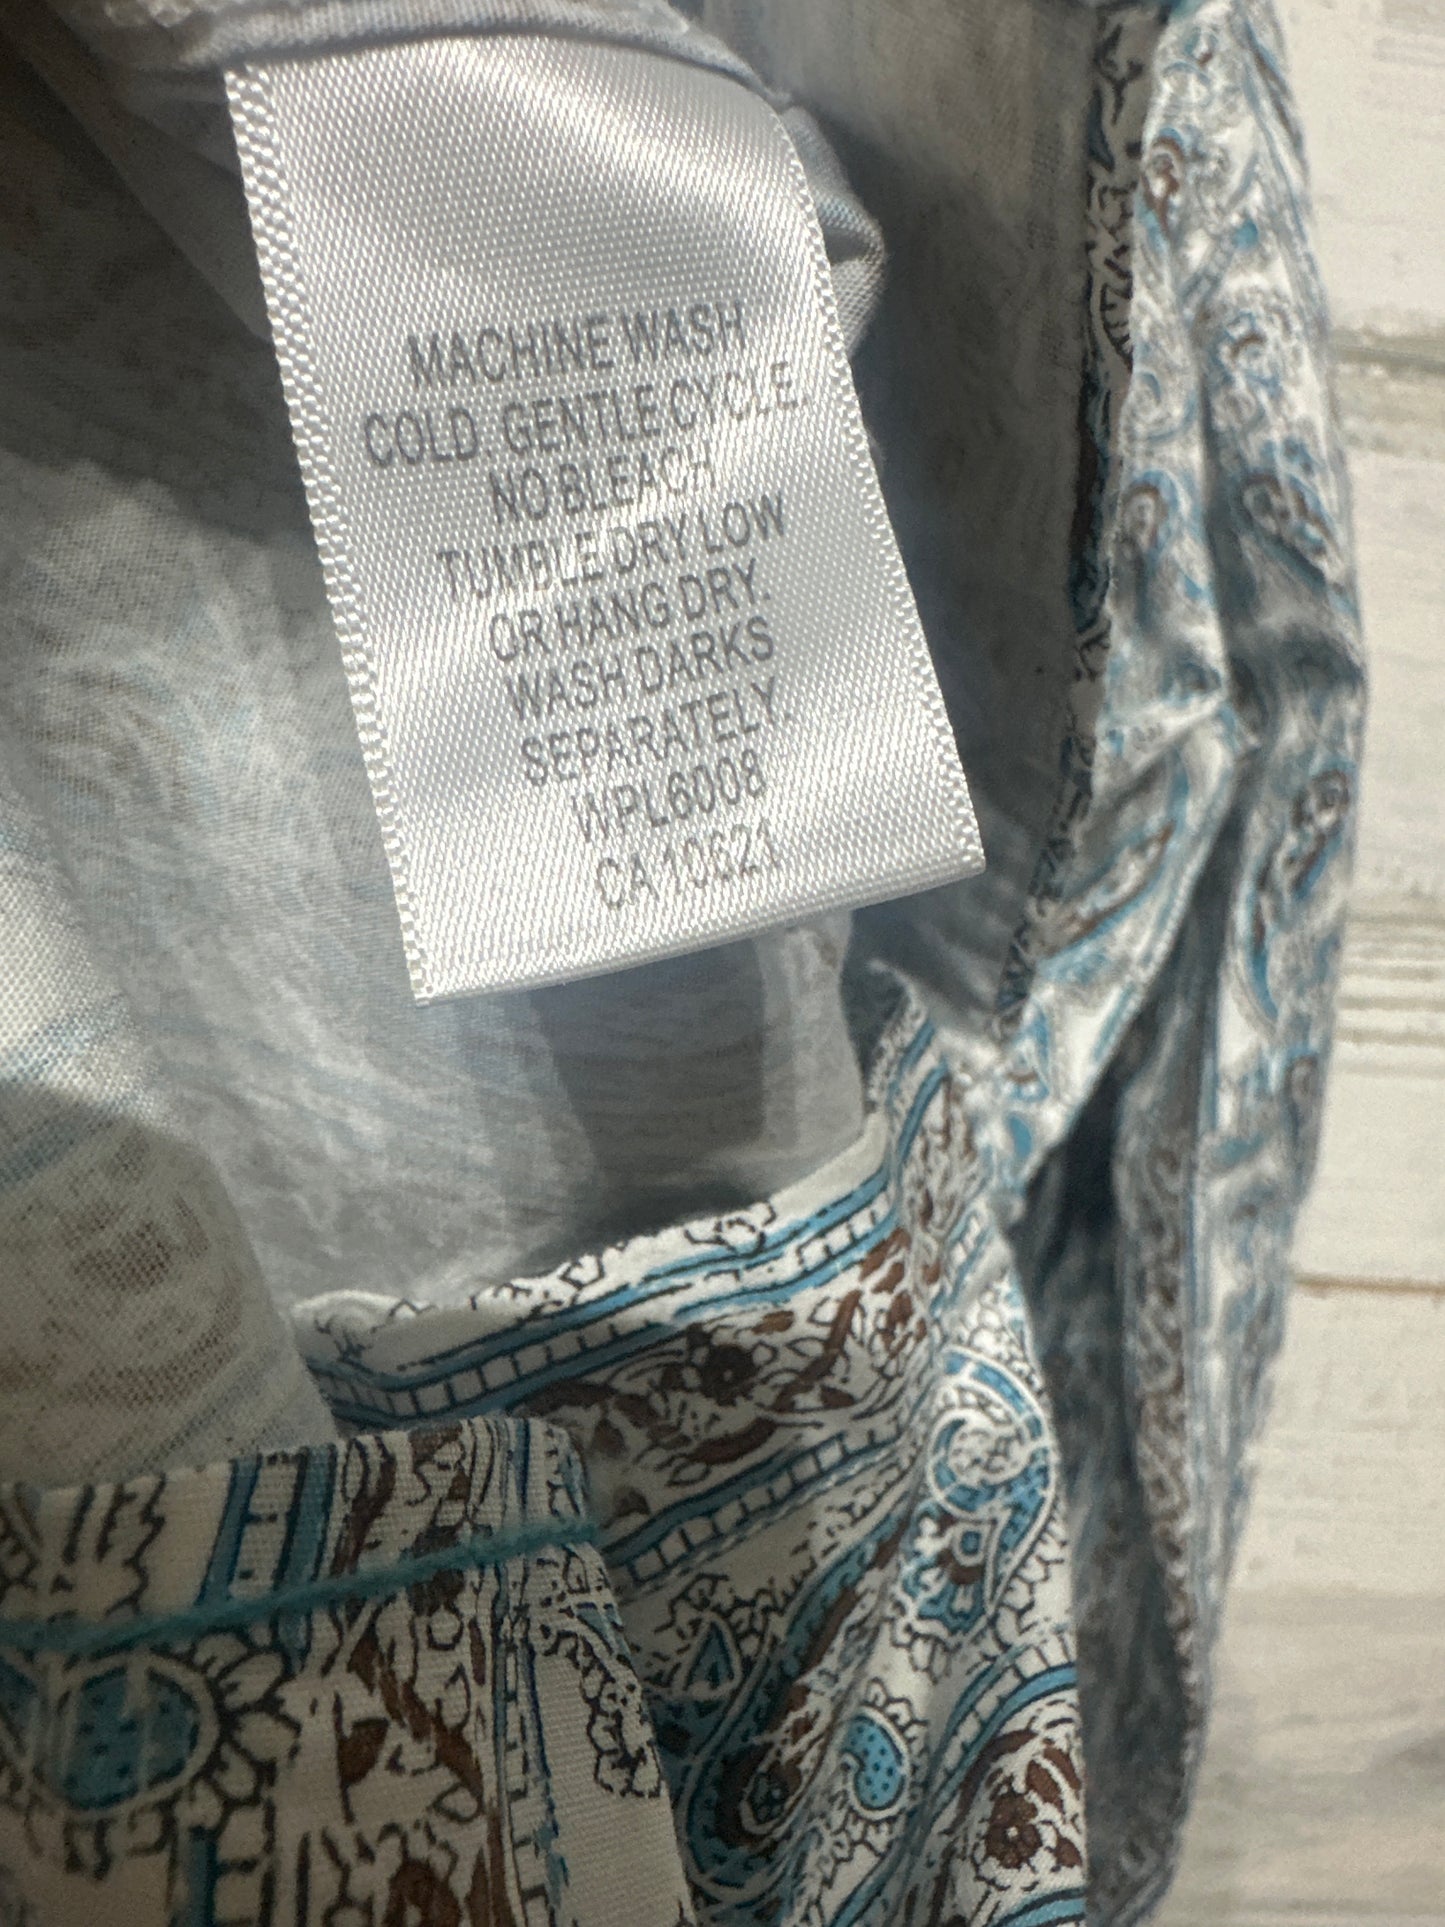 MACHINE WASH
COLD. GENTLE CYCLE.
NO BLEACH
TUMBLE DRY LOW
OR HANG DRY.
WASH DARKS
SEPARATELY.
WPL6008
CA 10621